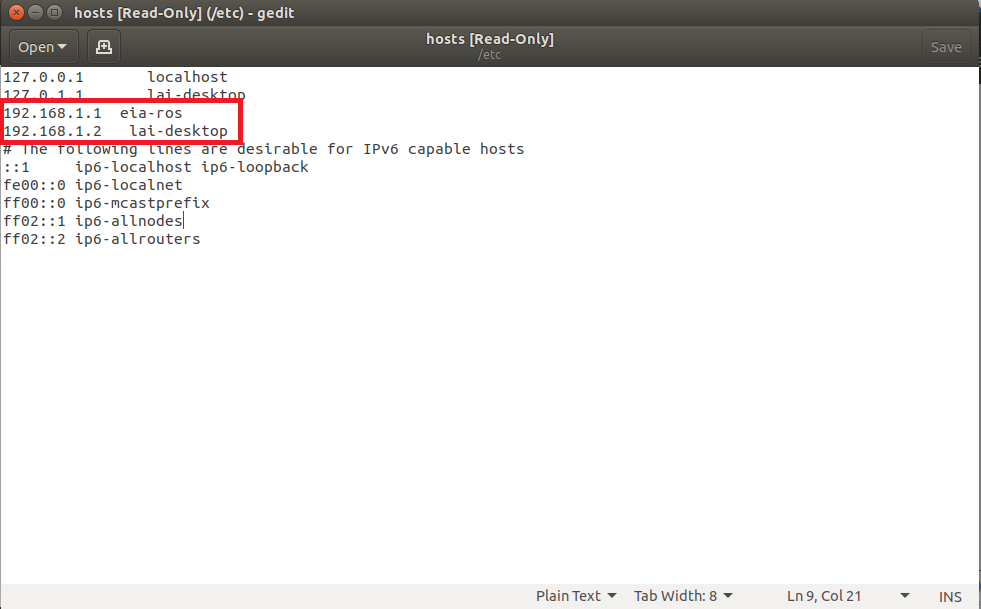 hosts [Read-Only] (/etc) - gedit
Open
hosts [Read-Only]
/etc
Save
127.0.0.1       localhost
127.0.1.1       lai-desktop
192.168.1.1  eia-ros
192.168.1.2   lai-desktop
# The following lines are desirable for IPv6 capable hosts
::1     ip6-localhost ip6-loopback
fe00::0 ip6-localnet
ff00::0 ip6-mcastprefix
ff02::1 ip6-allnodes
ff02::2 ip6-allrouters
Plain Text
Tab Width: 8
Ln 9, Col 21
INS